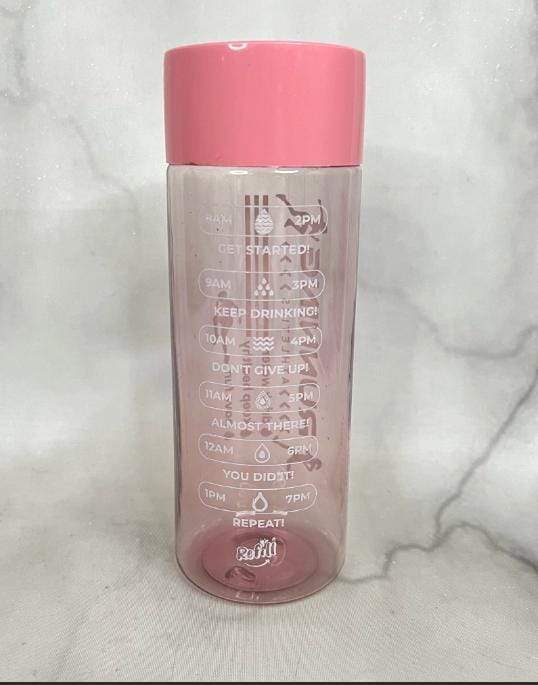 8AM 2PM
GET STARTED!
9AM 3PM
KEEP DRINKING!
10AM 4PM
DON'T GIVE UP!
11AM 5PM
ALMOST THERE!
12AM 6PM
YOU DID IT!
1PM 7PM
REPEAT!
Refill